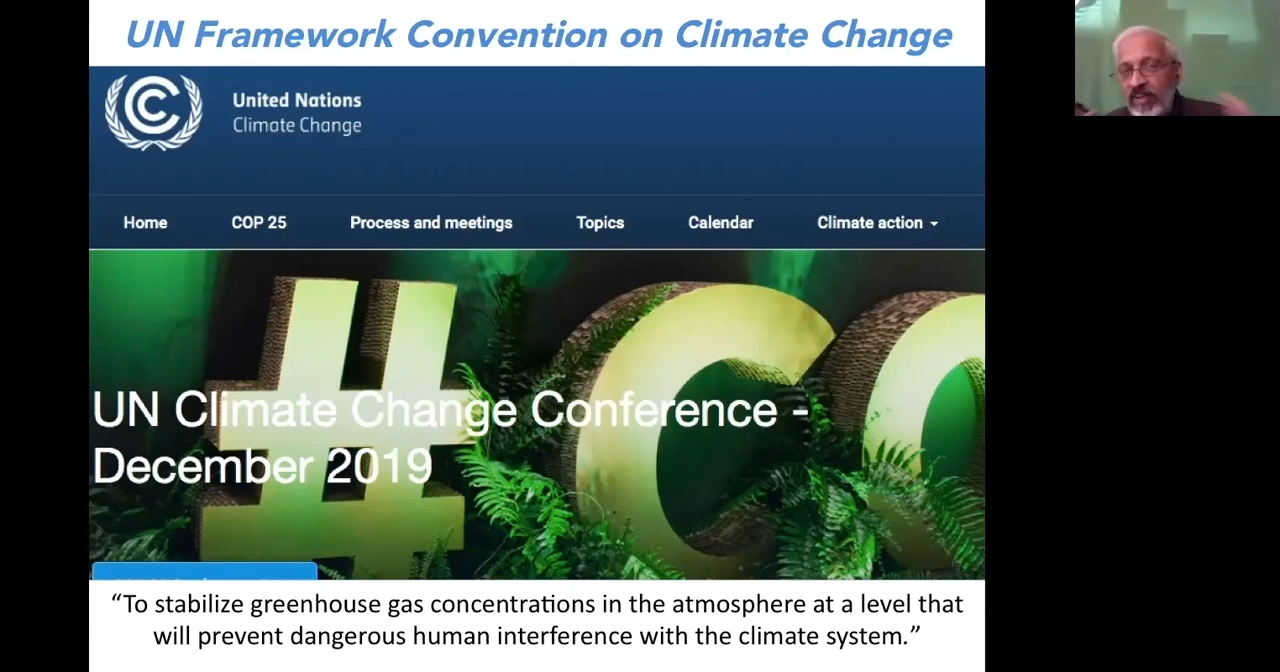 UN Framework Convention on Climate Change
United Nations
Climate Change
Home COP 25 Process and meetings Topics Calendar Climate action
#CO
UN Climate Change Conference -
December 2019
“To stabilize greenhouse gas concentrations in the atmosphere at a level that
will prevent dangerous human interference with the climate system.”